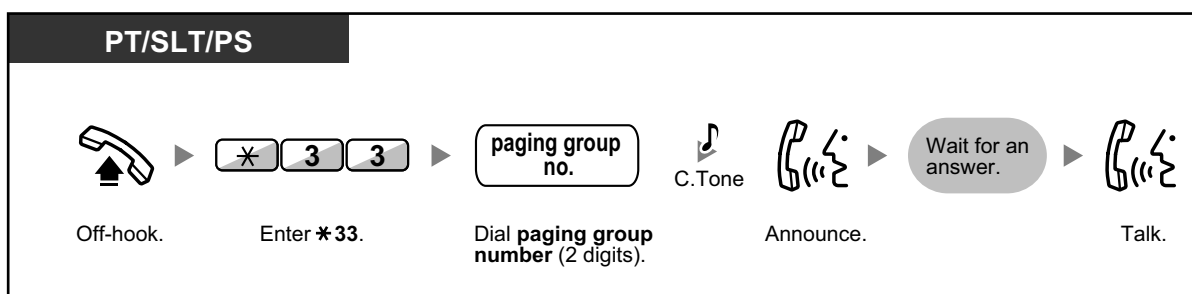 PT/SLT/PS
✳ 3 3
paging group
no.
C.Tone
Wait for an
answer.
Off-hook.
Enter ✳33.
Dial paging group
number (2 digits).
Announce.
Talk.